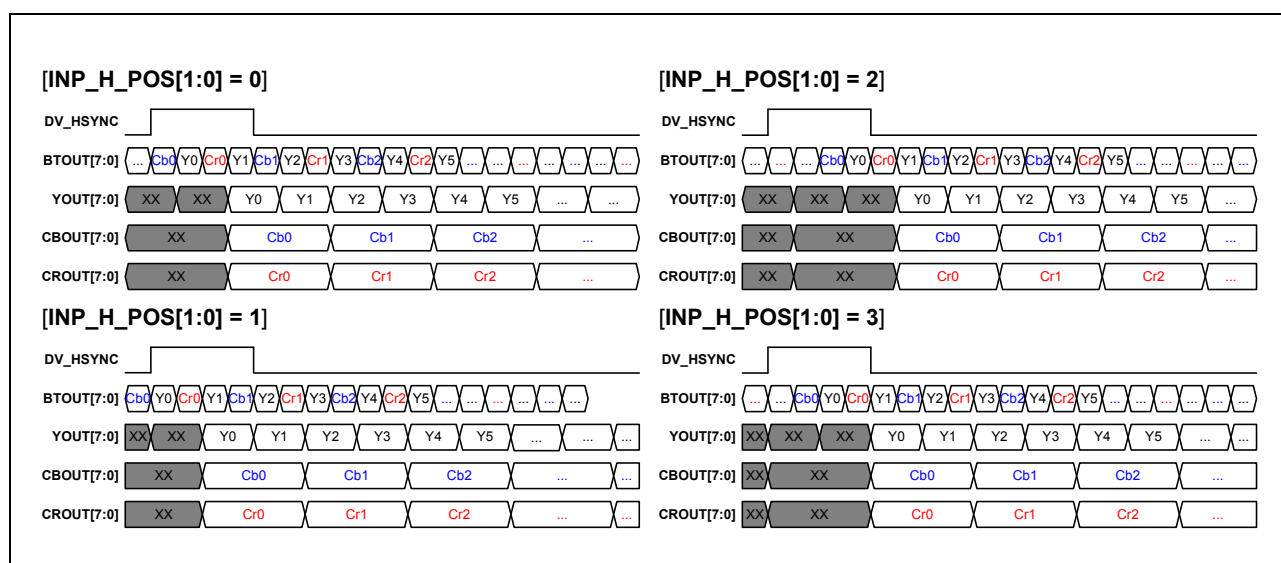 [INP_H_POS[1:0] = 0]
DV_HSYNC
BTOUT[7:0] ... Cb0 Y0 Cr0 Y1 Cb1 Y2 Cr1 Y3 Cb2 Y4 Cr2 Y5 ... ... ... ... ... ... ...
YOUT[7:0] XX XX Y0 Y1 Y2 Y3 Y4 Y5 ... ...
CBOUT[7:0] XX Cb0 Cb1 Cb2 ...
CROUT[7:0] XX Cr0 Cr1 Cr2 ...
[INP_H_POS[1:0] = 2]
DV_HSYNC
BTOUT[7:0] ... ... ... Cb0 Y0 Cr0 Y1 Cb1 Y2 Cr1 Y3 Cb2 Y4 Cr2 Y5 ... ... ... ... ...
YOUT[7:0] XX XX XX Y0 Y1 Y2 Y3 Y4 Y5 ...
CBOUT[7:0] XX XX Cb0 Cb1 Cb2 ...
CROUT[7:0] XX XX Cr0 Cr1 Cr2 ...
[INP_H_POS[1:0] = 1]
DV_HSYNC
BTOUT[7:0] Cb0 Y0 Cr0 Y1 Cb1 Y2 Cr1 Y3 Cb2 Y4 Cr2 Y5 ... ... ... ... ... ...
YOUT[7:0] XX XX Y0 Y1 Y2 Y3 Y4 Y5 ... ... ...
CBOUT[7:0] XX Cb0 Cb1 Cb2 ... ...
CROUT[7:0] XX Cr0 Cr1 Cr2 ... ...
[INP_H_POS[1:0] = 3]
DV_HSYNC
BTOUT[7:0] ... ... Cb0 Y0 Cr0 Y1 Cb1 Y2 Cr1 Y3 Cb2 Y4 Cr2 Y5 ... ... ... ... ... ...
YOUT[7:0] XX XX XX Y0 Y1 Y2 Y3 Y4 Y5 ... ...
CBOUT[7:0] XX XX Cb0 Cb1 Cb2 ...
CROUT[7:0] XX XX Cr0 Cr1 Cr2 ...